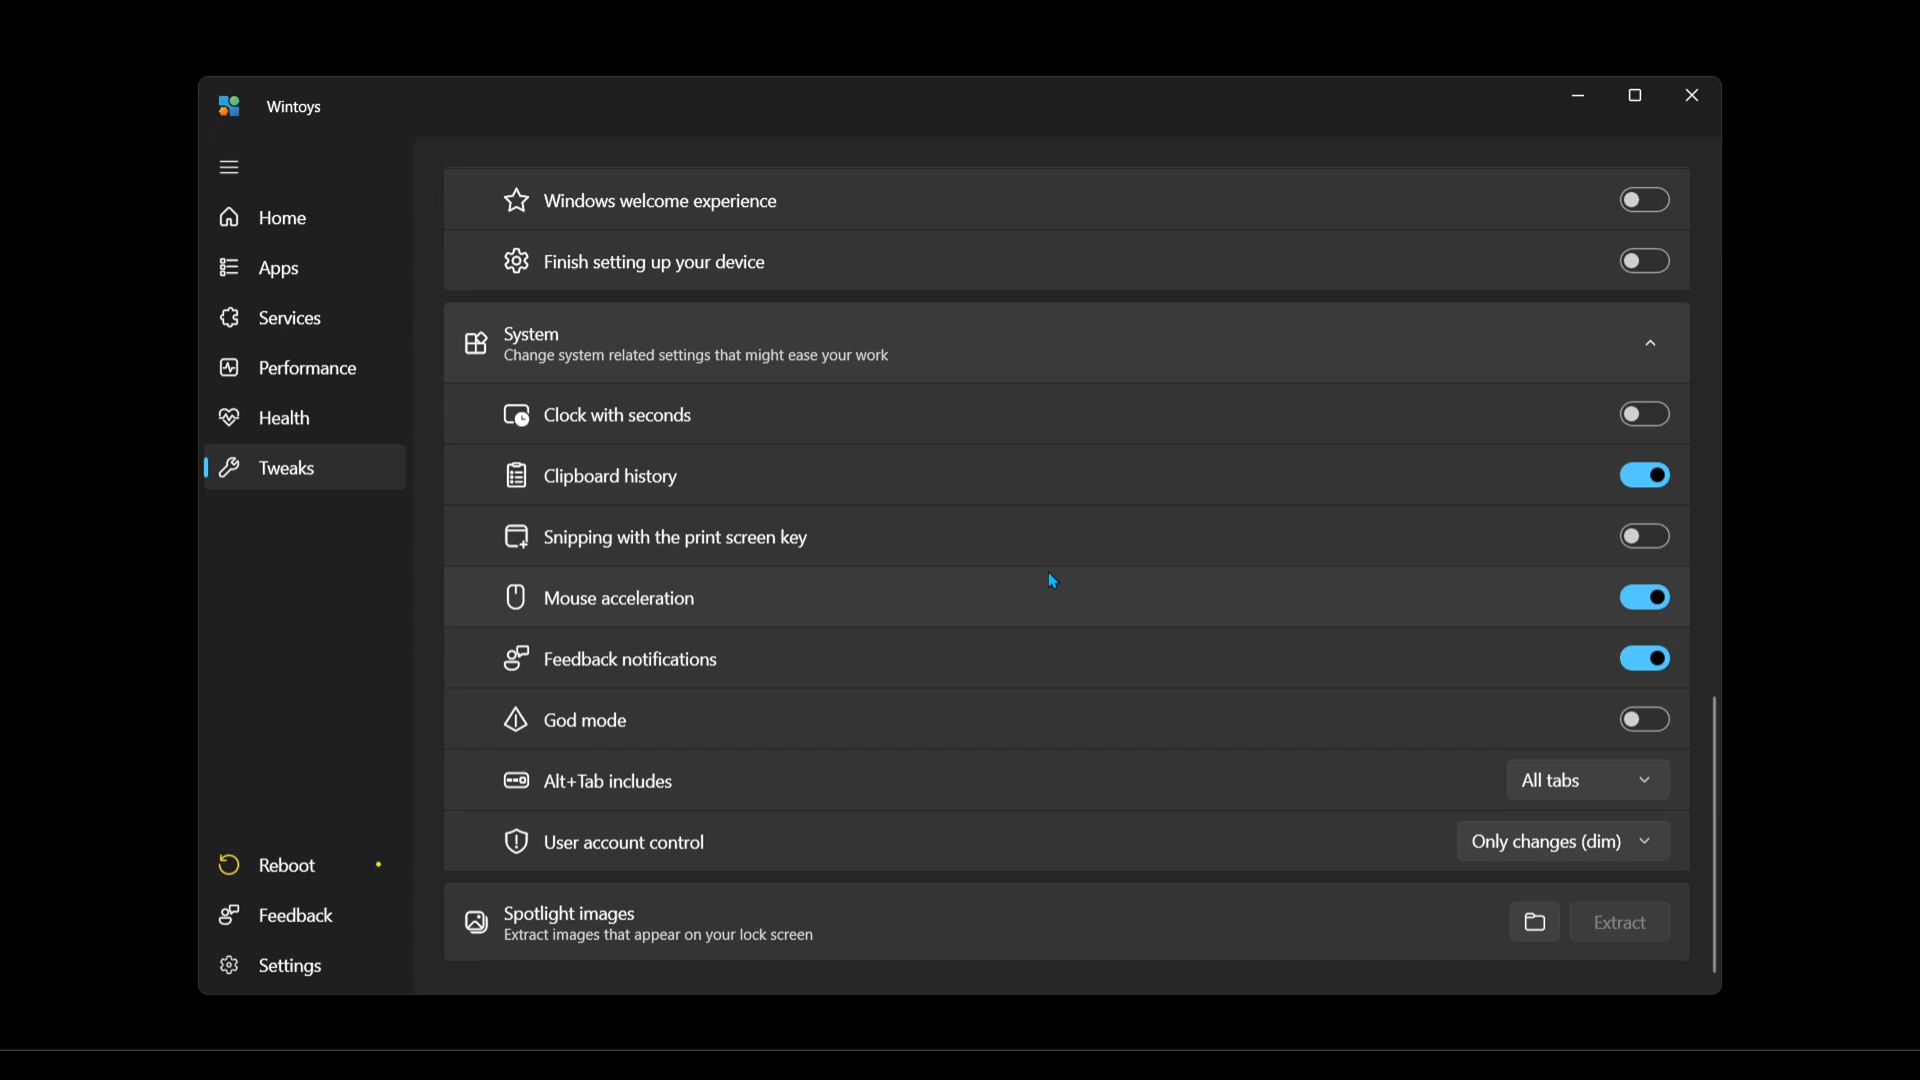 Wintoys
Home
Apps
Services
Performance
Health
Tweaks
Reboot
Feedback
Settings
Windows welcome experience
Finish setting up your device
System
Change system related settings that might ease your work
Clock with seconds
Clipboard history
Snipping with the print screen key
Mouse acceleration
Feedback notifications
God mode
Alt+Tab includes
All tabs
User account control
Only changes (dim)
Spotlight images
Extract images that appear on your lock screen
Extract